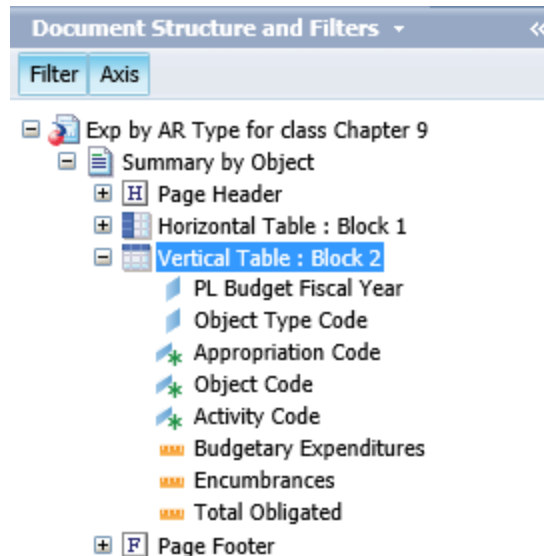 Document Structure and Filters
Filter Axis
Exp by AR Type for class Chapter 9
Summary by Object
H Page Header
Horizontal Table : Block 1
Vertical Table : Block 2
PL Budget Fiscal Year
Object Type Code
Appropriation Code
Object Code
Activity Code
Budgetary Expenditures
Encumbrances
Total Obligated
F Page Footer